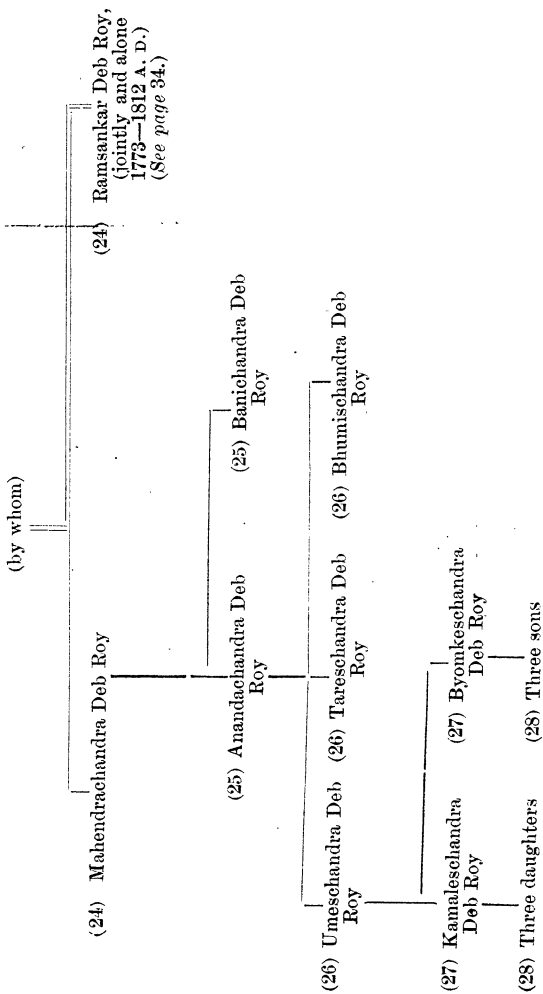 (by whom)
(24) Mahendrachandra Deb Roy
(24) Ramsankar Deb Roy,
(jointly and alone
1773—1812 A. D.)
(See page 34.)
(25) Anandachandra Deb
Roy
(25) Banichandra Deb
Roy
(26) Umeschandra Deb
Roy
(26) Tareschandra Deb
Roy
(26) Bhumischandra Deb
Roy
(27) Kamaleschandra
Deb Roy
(27) Byomkeschandra
Deb Roy
(28) Three daughters
(28) Three sons